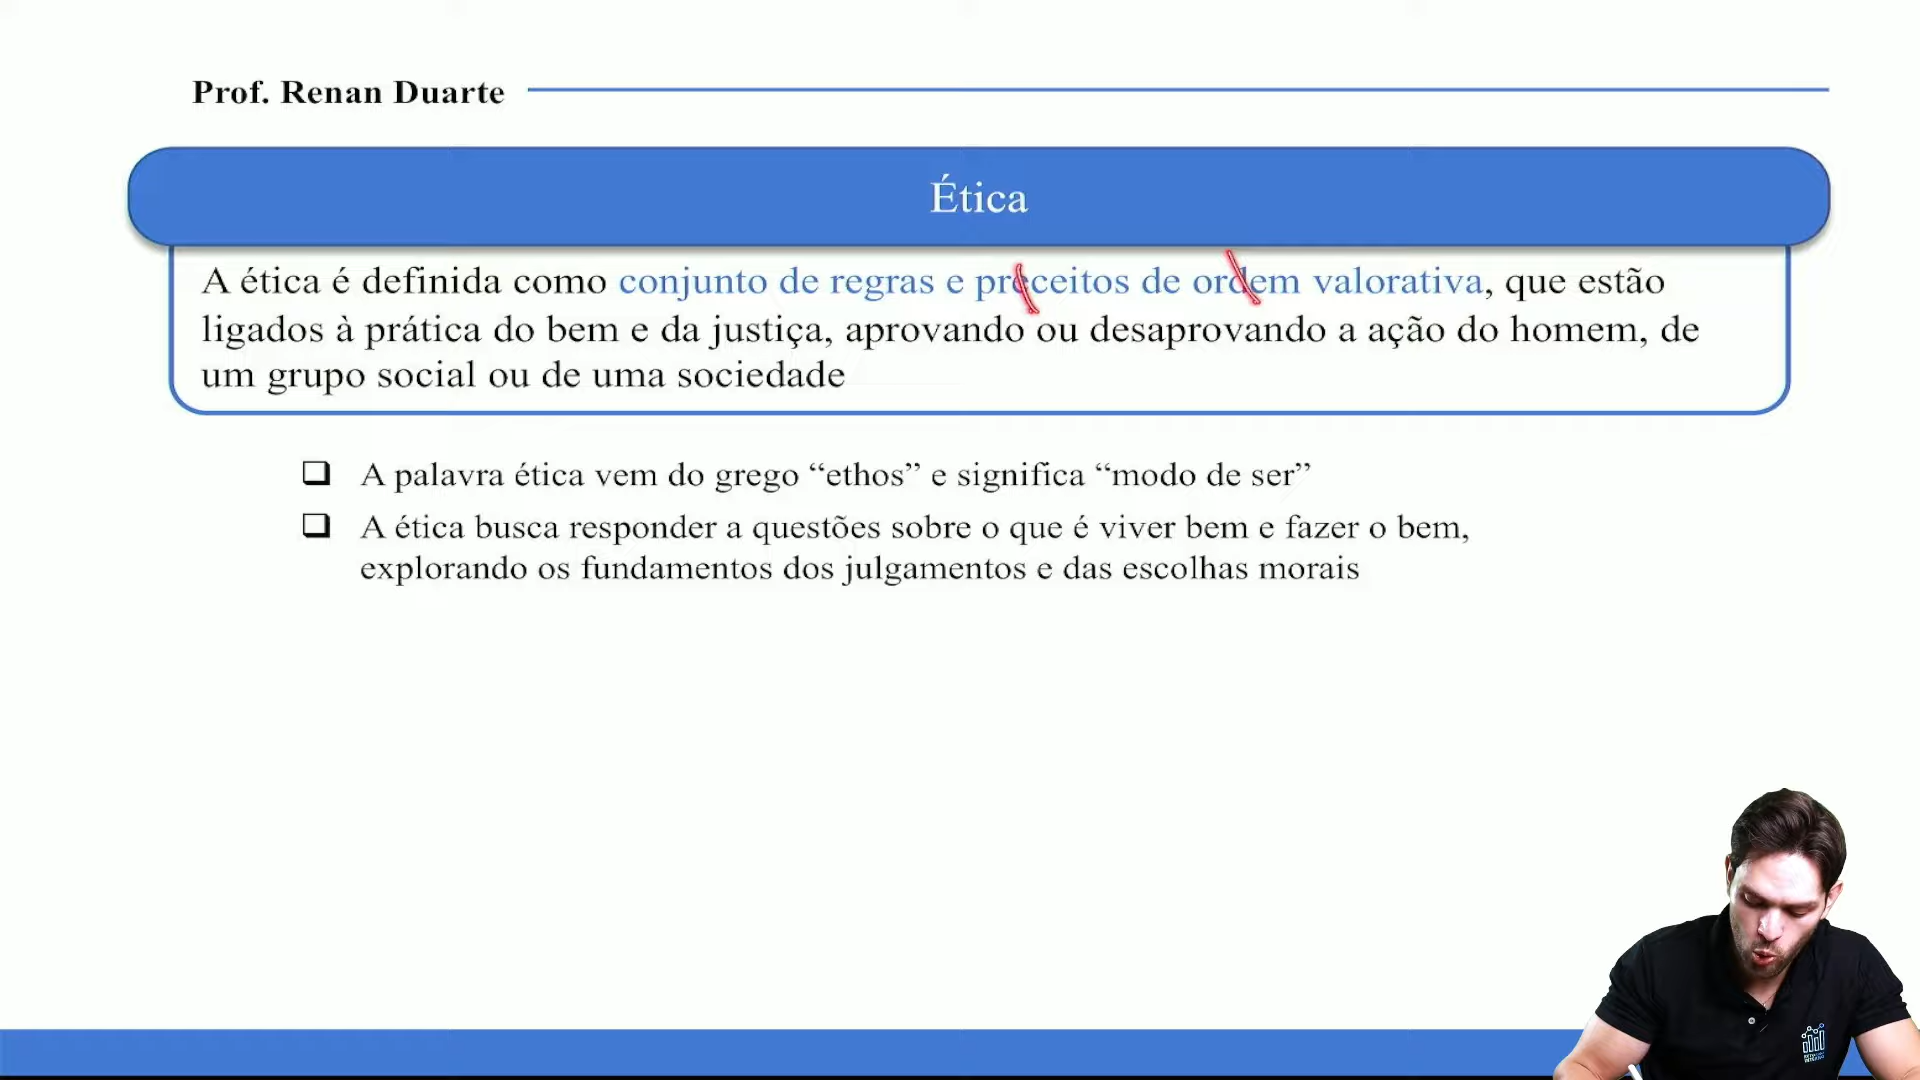 Prof. Renan Duarte
Ética
A ética é definida como conjunto de regras e preceitos de ordem valorativa, que estão
ligados à prática do bem e da justiça, aprovando ou desaprovando a ação do homem, de
um grupo social ou de uma sociedade
A palavra ética vem do grego “ethos” e significa “modo de ser”
A ética busca responder a questões sobre o que é viver bem e fazer o bem,
explorando os fundamentos dos julgamentos e das escolhas morais